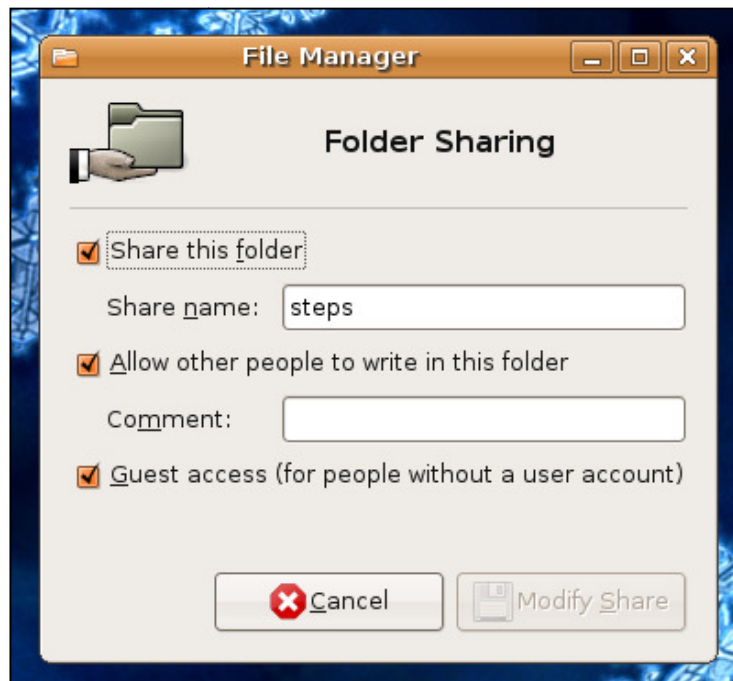 File Manager
Folder Sharing
Share this folder
Share name: steps
Allow other people to write in this folder
Comment:
Guest access (for people without a user account)
Cancel Modify Share